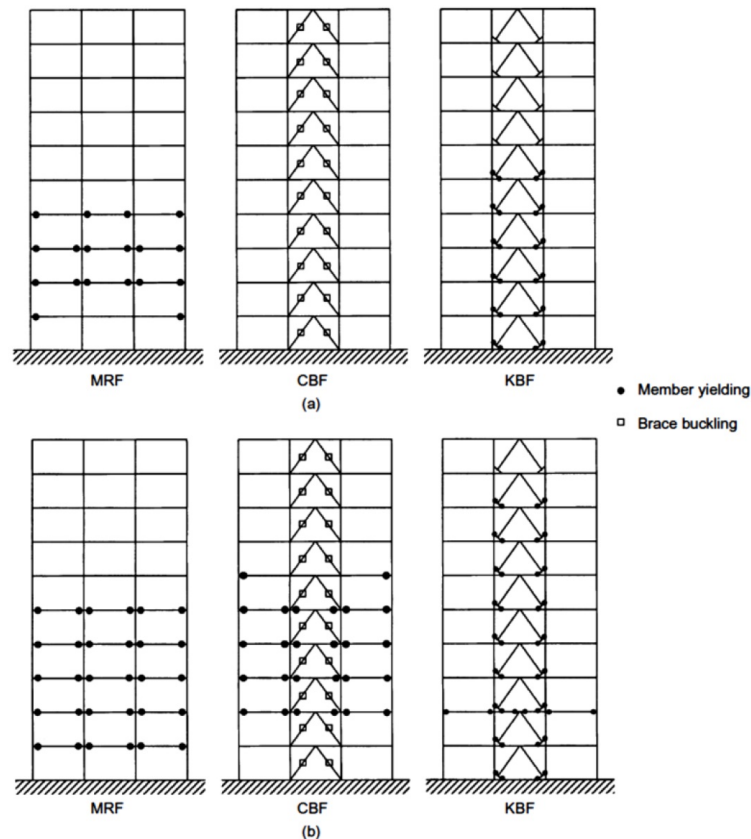 MRF
CBF
KBF
(a)
Member yielding
Brace buckling
MRF
CBF
KBF
(b)